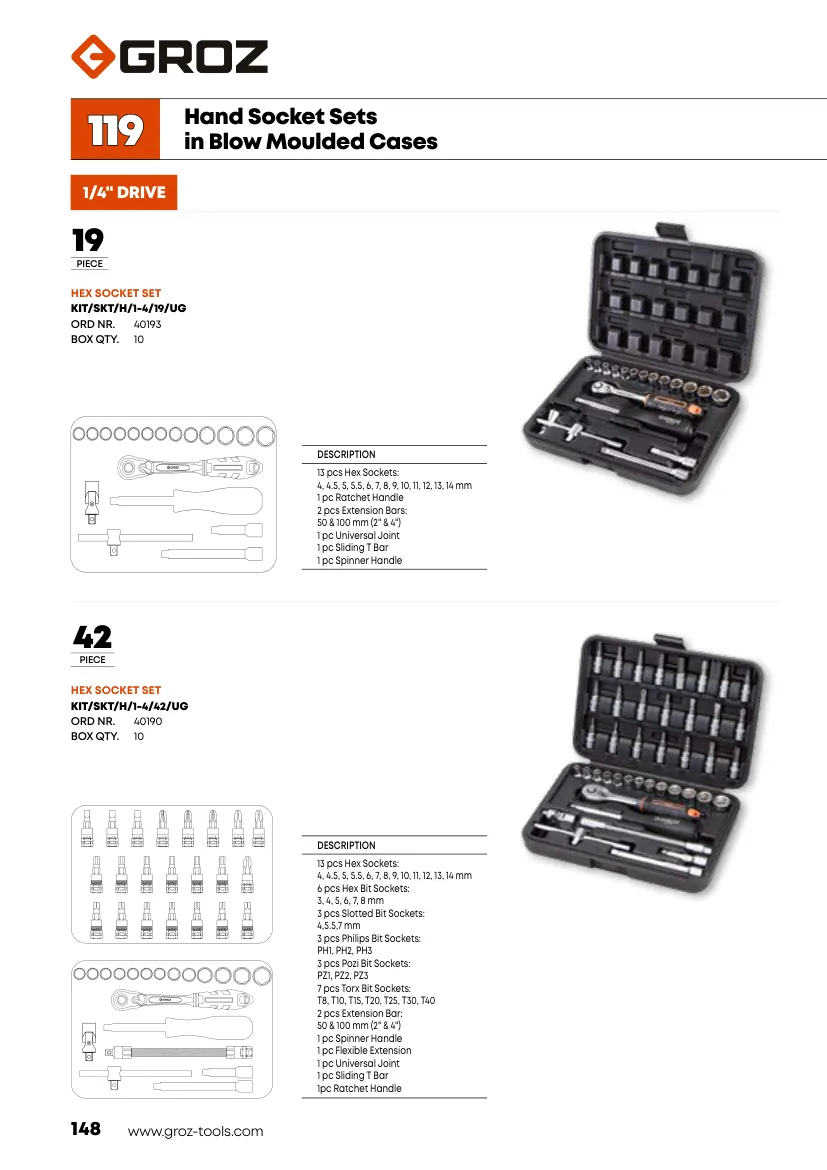 GROZ
119
Hand Socket Sets
in Blow Moulded Cases
1/4" DRIVE
19
PIECE
HEX SOCKET SET
KIT/SKT/H/1-4/19/UG
ORD NR. 40193
BOX QTY. 10
GROZ
DESCRIPTION
13 pcs Hex Sockets:
4, 4.5, 5, 5.5, 6, 7, 8, 9, 10, 11, 12, 13, 14 mm
1 pc Ratchet Handle
2 pcs Extension Bars:
50 & 100 mm (2" & 4")
1 pc Universal Joint
1 pc Sliding T Bar
1 pc Spinner Handle
42
PIECE
HEX SOCKET SET
KIT/SKT/H/1-4/42/UG
ORD NR. 40190
BOX QTY. 10
GROZ
DESCRIPTION
13 pcs Hex Sockets:
4, 4.5, 5, 5.5, 6, 7, 8, 9, 10, 11, 12, 13, 14 mm
6 pcs Hex Bit Sockets:
3, 4, 5, 6, 7, 8 mm
3 pcs Slotted Bit Sockets:
4,5.5,7 mm
3 pcs Philips Bit Sockets:
PH1, PH2, PH3
3 pcs Pozi Bit Sockets:
PZ1, PZ2, PZ3
7 pcs Torx Bit Sockets:
T8, T10, T15, T20, T25, T30, T40
2 pcs Extension Bar:
50 & 100 mm (2" & 4")
1 pc Spinner Handle
1 pc Flexible Extension
1 pc Universal Joint
1 pc Sliding T Bar
1pc Ratchet Handle
148 www.groz-tools.com